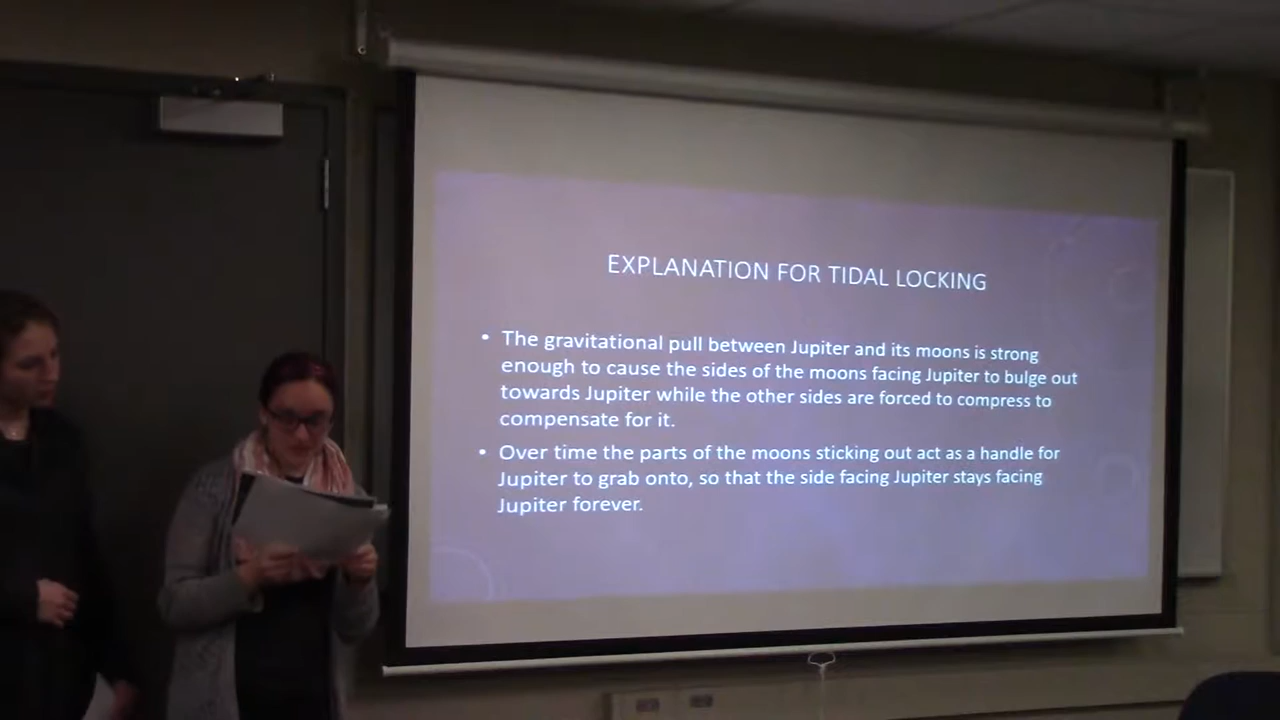 EXPLANATION FOR TIDAL LOCKING
• The gravitational pull between Jupiter and its moons is strong
enough to cause the sides of the moons facing Jupiter to bulge out
towards Jupiter while the other sides are forced to compress to
compensate for it.
• Over time the parts of the moons sticking out act as a handle for
Jupiter to grab onto, so that the side facing Jupiter stays facing
Jupiter forever.